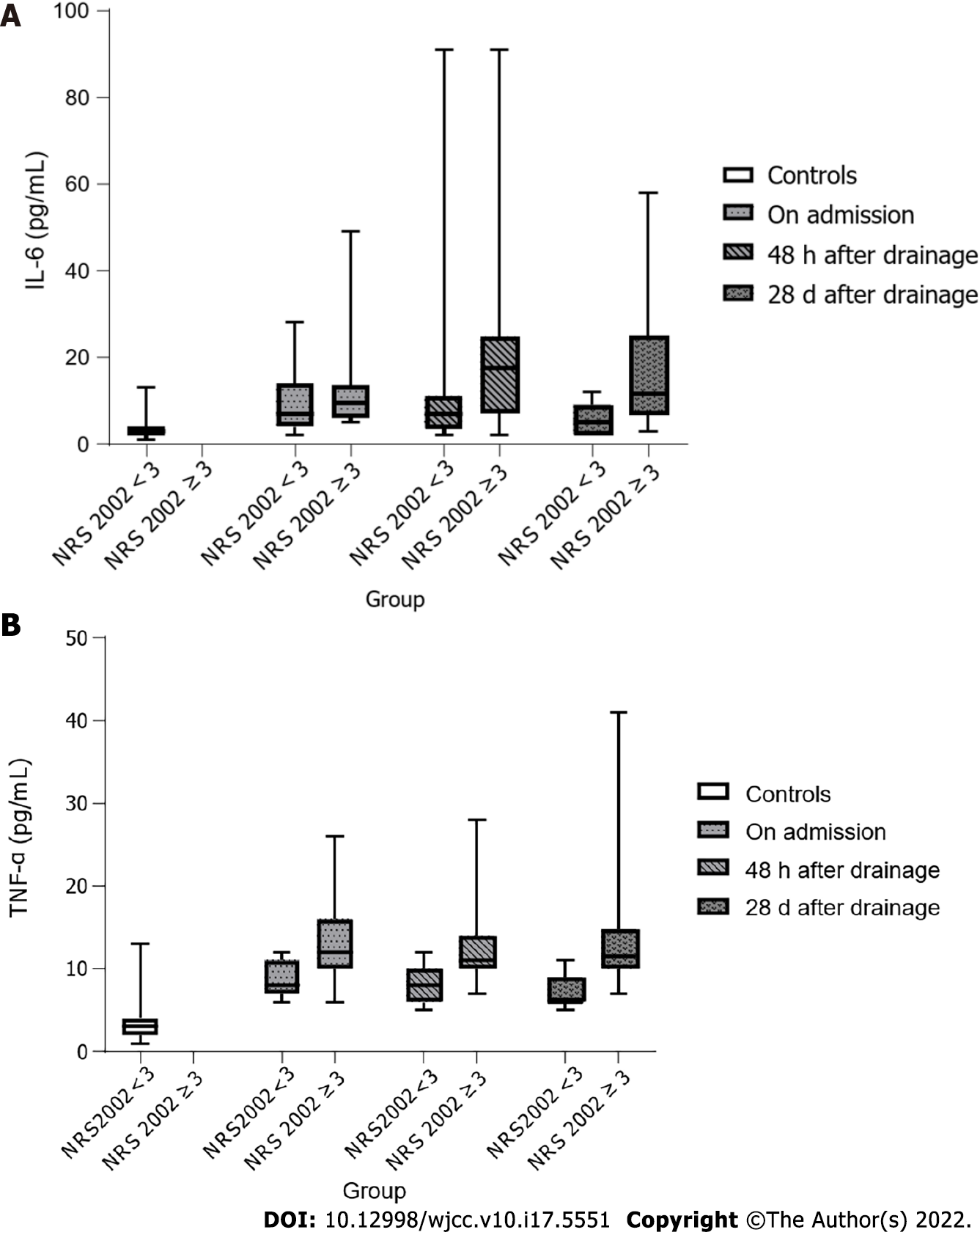 A
100
80
60
40
20
0
IL-6 (pg/mL)
NRS 2002 < 3
NRS 2002 ≥ 3
NRS 2002 < 3
NRS 2002 ≥ 3
NRS 2002 < 3
NRS 2002 ≥ 3
NRS 2002 < 3
NRS 2002 ≥ 3
Group
Controls
On admission
48 h after drainage
28 d after drainage
B
50
40
30
20
10
0
TNF-α (pg/mL)
NRS2002 < 3
NRS 2002 ≥ 3
NRS2002 < 3
NRS 2002 ≥ 3
NRS2002 < 3
NRS 2002 ≥ 3
NRS2002 < 3
NRS 2002 ≥ 3
Group
Controls
On admission
48 h after drainage
28 d after drainage
DOI: 10.12998/wjcc.v10.i17.5551 Copyright ©The Author(s) 2022.